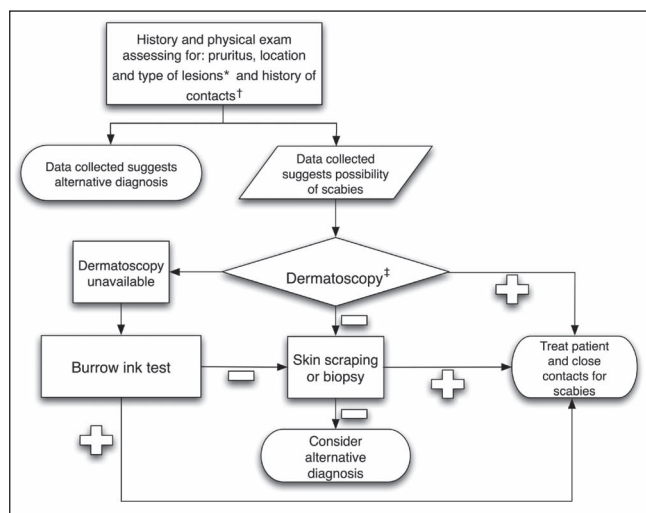 History and physical exam
assessing for: pruritus, location
and type of lesions* and history of
contacts†
Data collected suggests
alternative diagnosis
Data collected
suggests possibility
of scabies
Dermatoscopy
unavailable
Dermatoscopy‡
Burrow ink test
Skin scraping
or biopsy
Treat patient
and close
contacts for
scabies
Consider
alternative
diagnosis